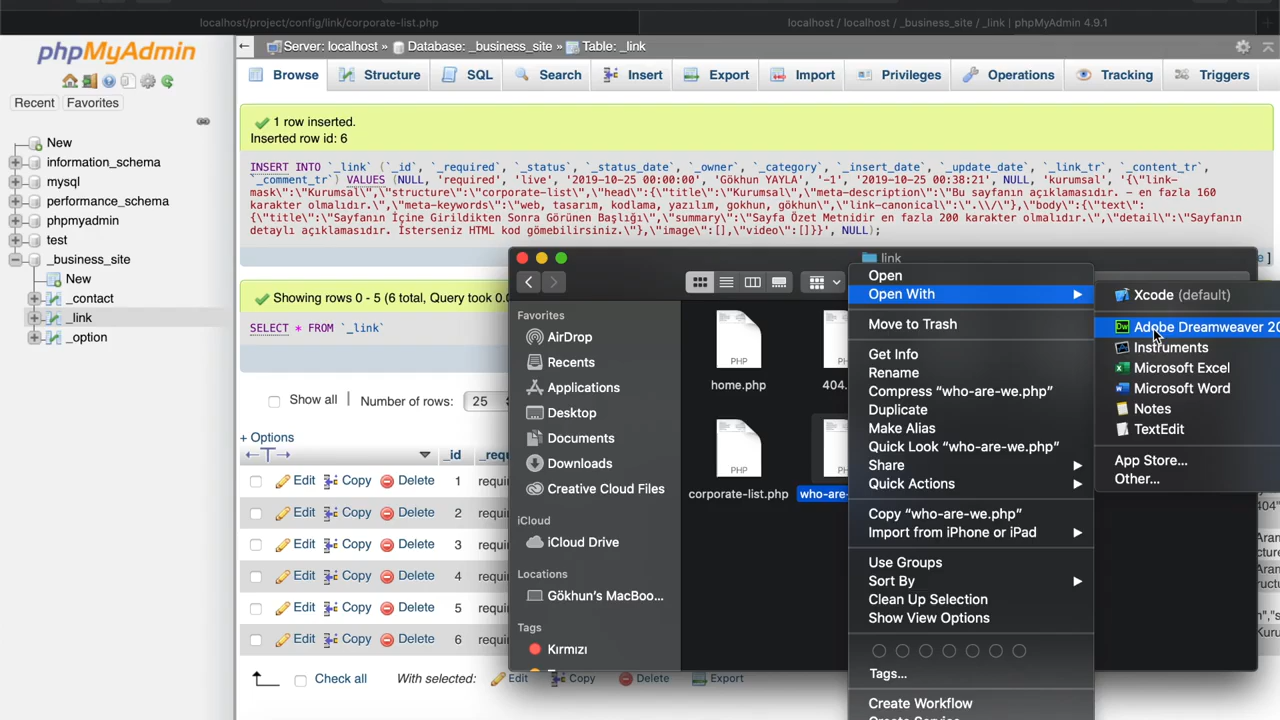 localhost/project/config/link/corporate-list.php
localhost / localhost / _business_site / _link | phpMyAdmin 4.9.1
phpMyAdmin
Recent
Favorites
New
information_schema
mysql
performance_schema
phpmyadmin
test
_business_site
New
_contact
_link
_option
Server: localhost » Database: _business_site » Table: _link
Browse
Structure
SQL
Search
Insert
Export
Import
Privileges
Operations
Tracking
Triggers
1 row inserted.
Inserted row id: 6
INSERT INTO `_link` (`_id`, `_required`, `_status`, `_status_date`, `_owner`, `_category`, `_insert_date`, `_update_date`, `_link_tr`, `_content_tr`,
`_comment_tr`) VALUES (NULL, 'required', 'live', '2019-10-25 00:00:00', 'Gökhun YAYLA', '-1', '2019-10-25 00:38:21', NULL, 'kurumsal', '{\"link-
mask\":\"Kurumsal\",\"structure\":\"corporate-list\",\"head\":{\"title\":\"Kurumsal\",\"meta-description\":\"Bu sayfanın açıklamasıdır. – en fazla 160
karakter olmalıdır.\",\"meta-keywords\":\"web, tasarım, kodlama, yazılım, gokhun, gökhun\",\"link-canonical\":\".\\/\"},\"body\":{\"text\":
{\"title\":\"Sayfanın İçine Girildikten Sonra Görünen Başlığı\",\"summary\":\"Sayfa Özet Metnidir en fazla 200 karakter olmalıdır.\",\"detail\":\"Sayfanın
detaylı açıklamasıdır. İsterseniz HTML kod gömebilirsiniz.\"},\"image\":[],\"video\":[]}}', NULL);
Showing rows 0 - 5 (6 total, Query took 0.0
SELECT * FROM `_link`
Show all
Number of rows:
25
+ Options
_id
_requ
Edit Copy Delete 1 requi
Edit Copy Delete 2 requi
Edit Copy Delete 3 requi
Edit Copy Delete 4 requi
Edit Copy Delete 5 requi
Edit Copy Delete 6 requi
Check all
With selected:
Edit
Copy
Delete
Export
link
Favorites
AirDrop
Recents
Applications
Desktop
Documents
Downloads
Creative Cloud Files
iCloud
iCloud Drive
Locations
Gökhun's MacBoo...
Tags
Kırmızı
PHP
home.php
404.
PHP
corporate-list.php
who-are-
Open
Open With
Move to Trash
Get Info
Rename
Compress “who-are-we.php”
Duplicate
Make Alias
Quick Look “who-are-we.php”
Share
Quick Actions
Copy “who-are-we.php”
Import from iPhone or iPad
Use Groups
Sort By
Clean Up Selection
Show View Options
Tags...
Create Workflow
Xcode (default)
Adobe Dreamweaver 20
Instruments
Microsoft Excel
Microsoft Word
Notes
TextEdit
App Store...
Other...